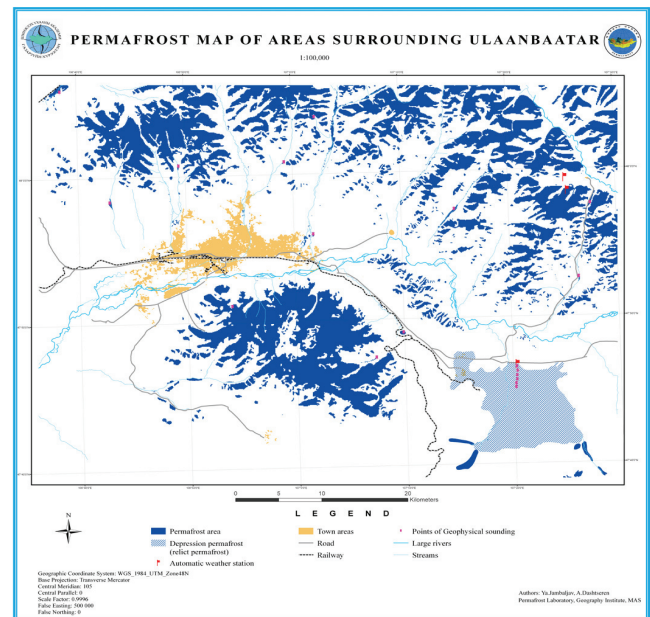 PERMAFROST MAP OF AREAS SURROUNDING ULAANBAATAR
1:100,000
0 5 10 20
Kilometers
L E G E N D
N
Permafrost area
Depression permafrost
(relict permafrost)
Automatic weather station
Town areas
Road
Railway
Points of Geophysical sounding
Large rivers
Streams
Geographic Coordinate System: WGS_1984_UTM_Zone48N
Base Projection: Transverse Mercator
Central Meridian: 105
Central Parallel: 0
Scale Factor: 0.9996
False Easting: 500 000
False Northing: 0
Authors: Ya.Jambaljav, A.Dashtseren
Permafrost Laboratory, Geography Institute, MAS